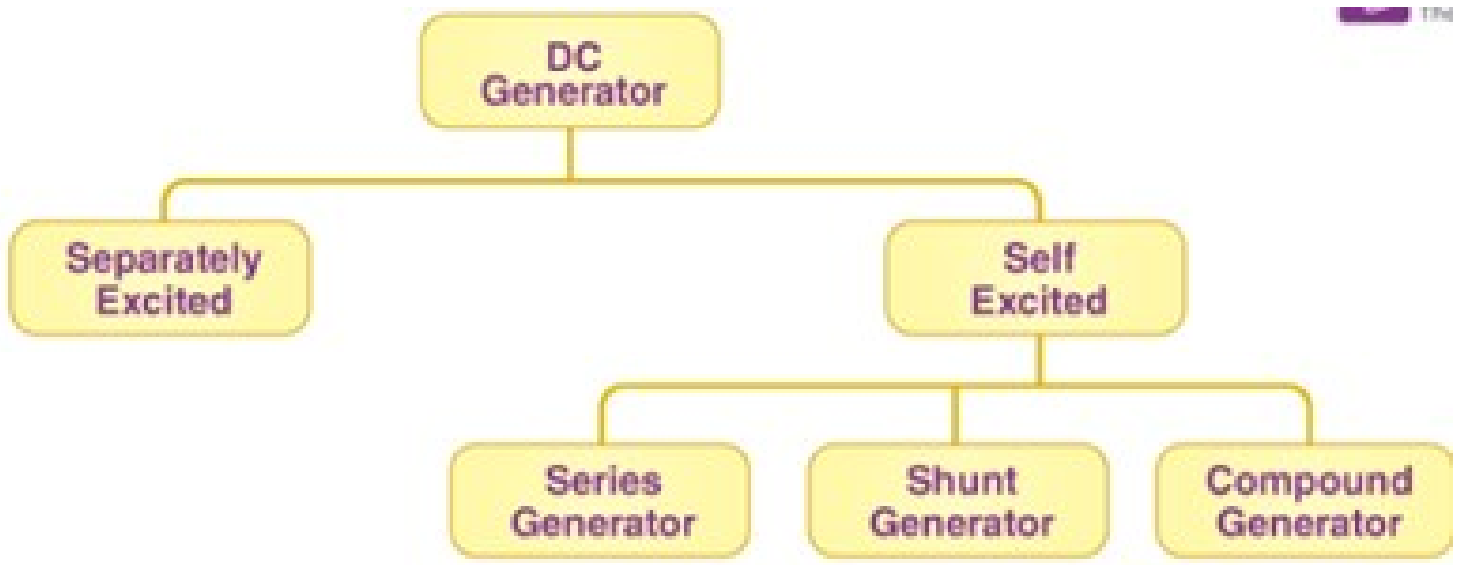 DC
Generator
Separately
Excited
Self
Excited
Series
Generator
Shunt
Generator
Compound
Generator